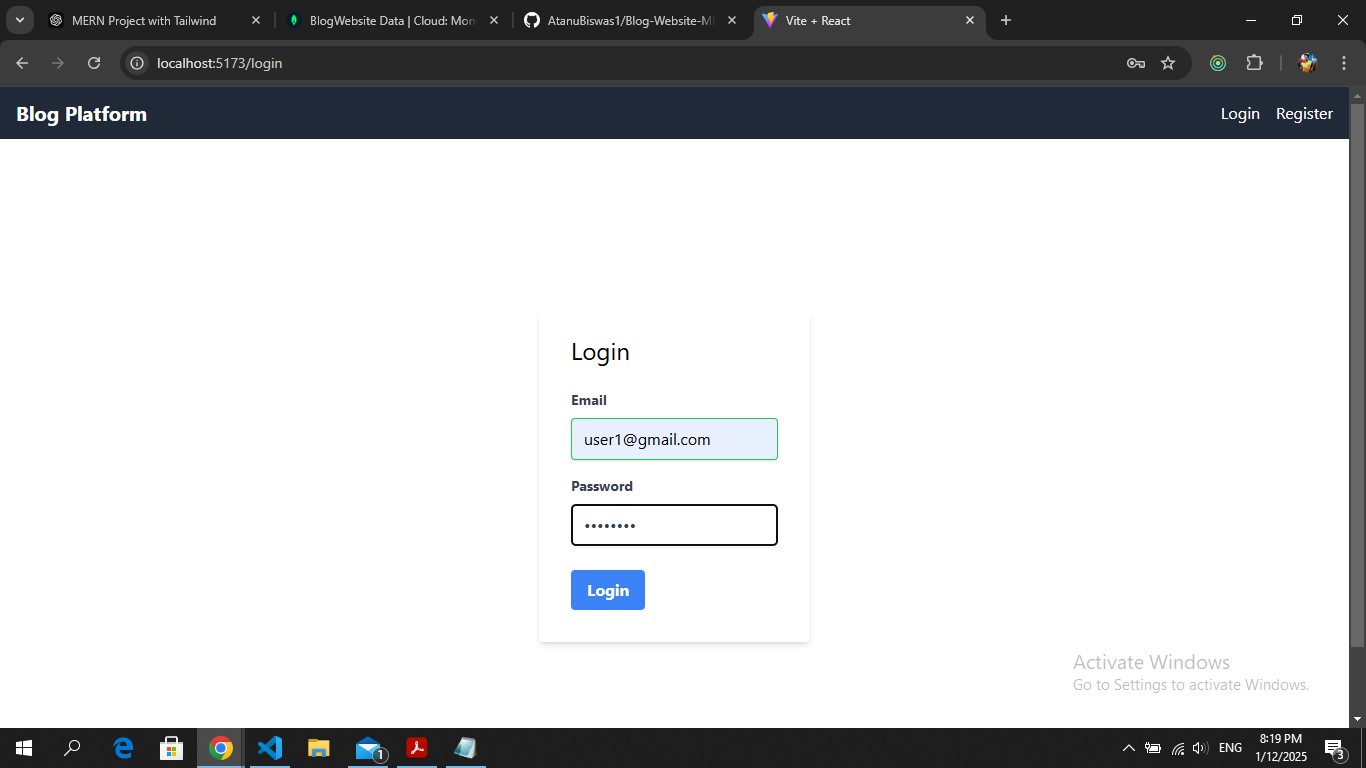 MERN Project with Tailwind
BlogWebsite Data | Cloud: Mon
AtanuBiswas1/Blog-Website-M
Vite + React
localhost:5173/login
Blog Platform
Login
Register
Login
Email
user1@gmail.com
Password
••••••••
Login
Activate Windows
Go to Settings to activate Windows.
1
ENG
8:19 PM
1/12/2025
3